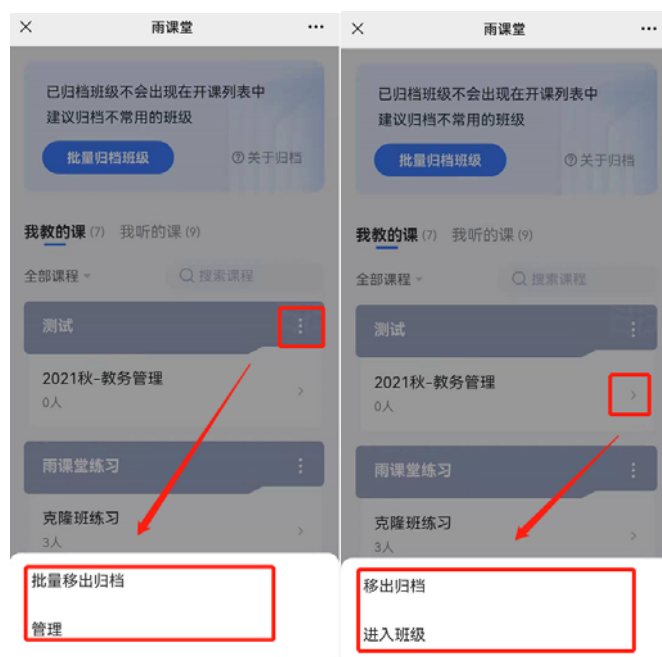 雨课堂
已归档班级不会出现在开课列表中
建议归档不常用的班级
批量归档班级
关于归档
我教的课 (7) 我听的课 (9)
全部课程
搜索课程
测试
2021秋-教务管理
0人
雨课堂练习
克隆班练习
3人
批量移出归档
管理
雨课堂
已归档班级不会出现在开课列表中
建议归档不常用的班级
批量归档班级
关于归档
我教的课 (7) 我听的课 (9)
全部课程
搜索课程
测试
2021秋-教务管理
0人
雨课堂练习
克隆班练习
3人
移出归档
进入班级